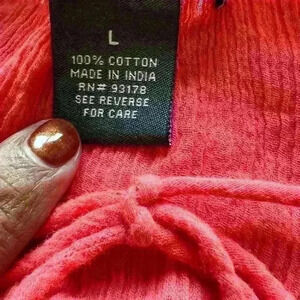 L
100% COTTON
MADE IN INDIA
RN# 93178
SEE REVERSE
FOR CARE